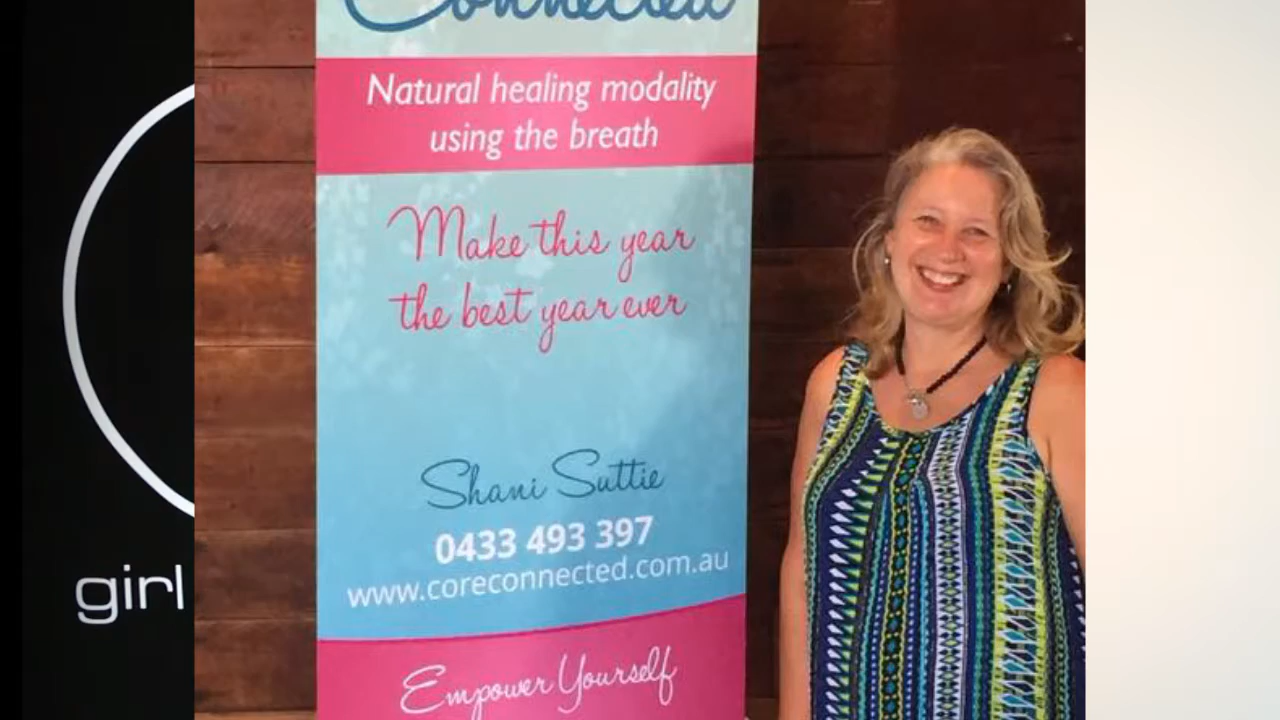 Connected
Natural healing modality
using the breath
Make this year
the best year ever
Shani Suttie
0433 493 397
www.coreconnected.com.au
Empower Yourself
girl